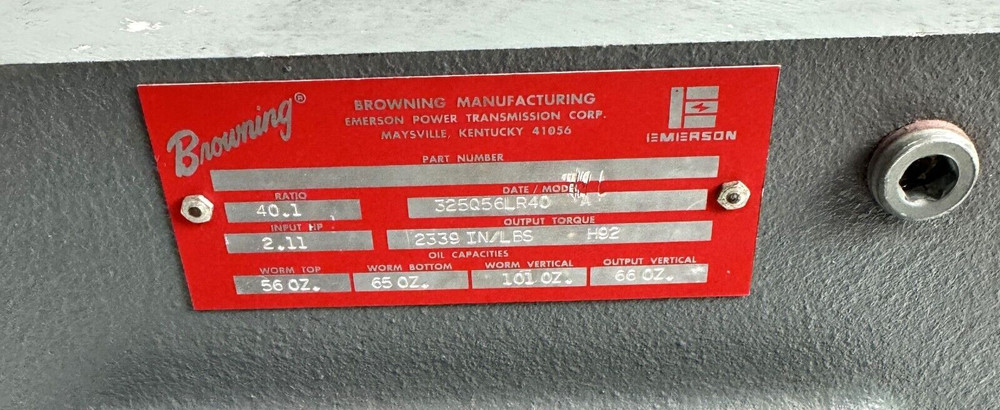 Browning®
BROWNING MANUFACTURING
EMERSON POWER TRANSMISSION CORP.
MAYSVILLE, KENTUCKY 41056
EMERSON
PART NUMBER
RATIO
40.1
DATE / MODEL
325Q56LR40
INPUT HP
2.11
OUTPUT TORQUE
2339 IN/LBS H92
OIL CAPACITIES
WORM TOP
56 OZ.
WORM BOTTOM
65 OZ.
WORM VERTICAL
101 OZ.
OUTPUT VERTICAL
66 OZ.